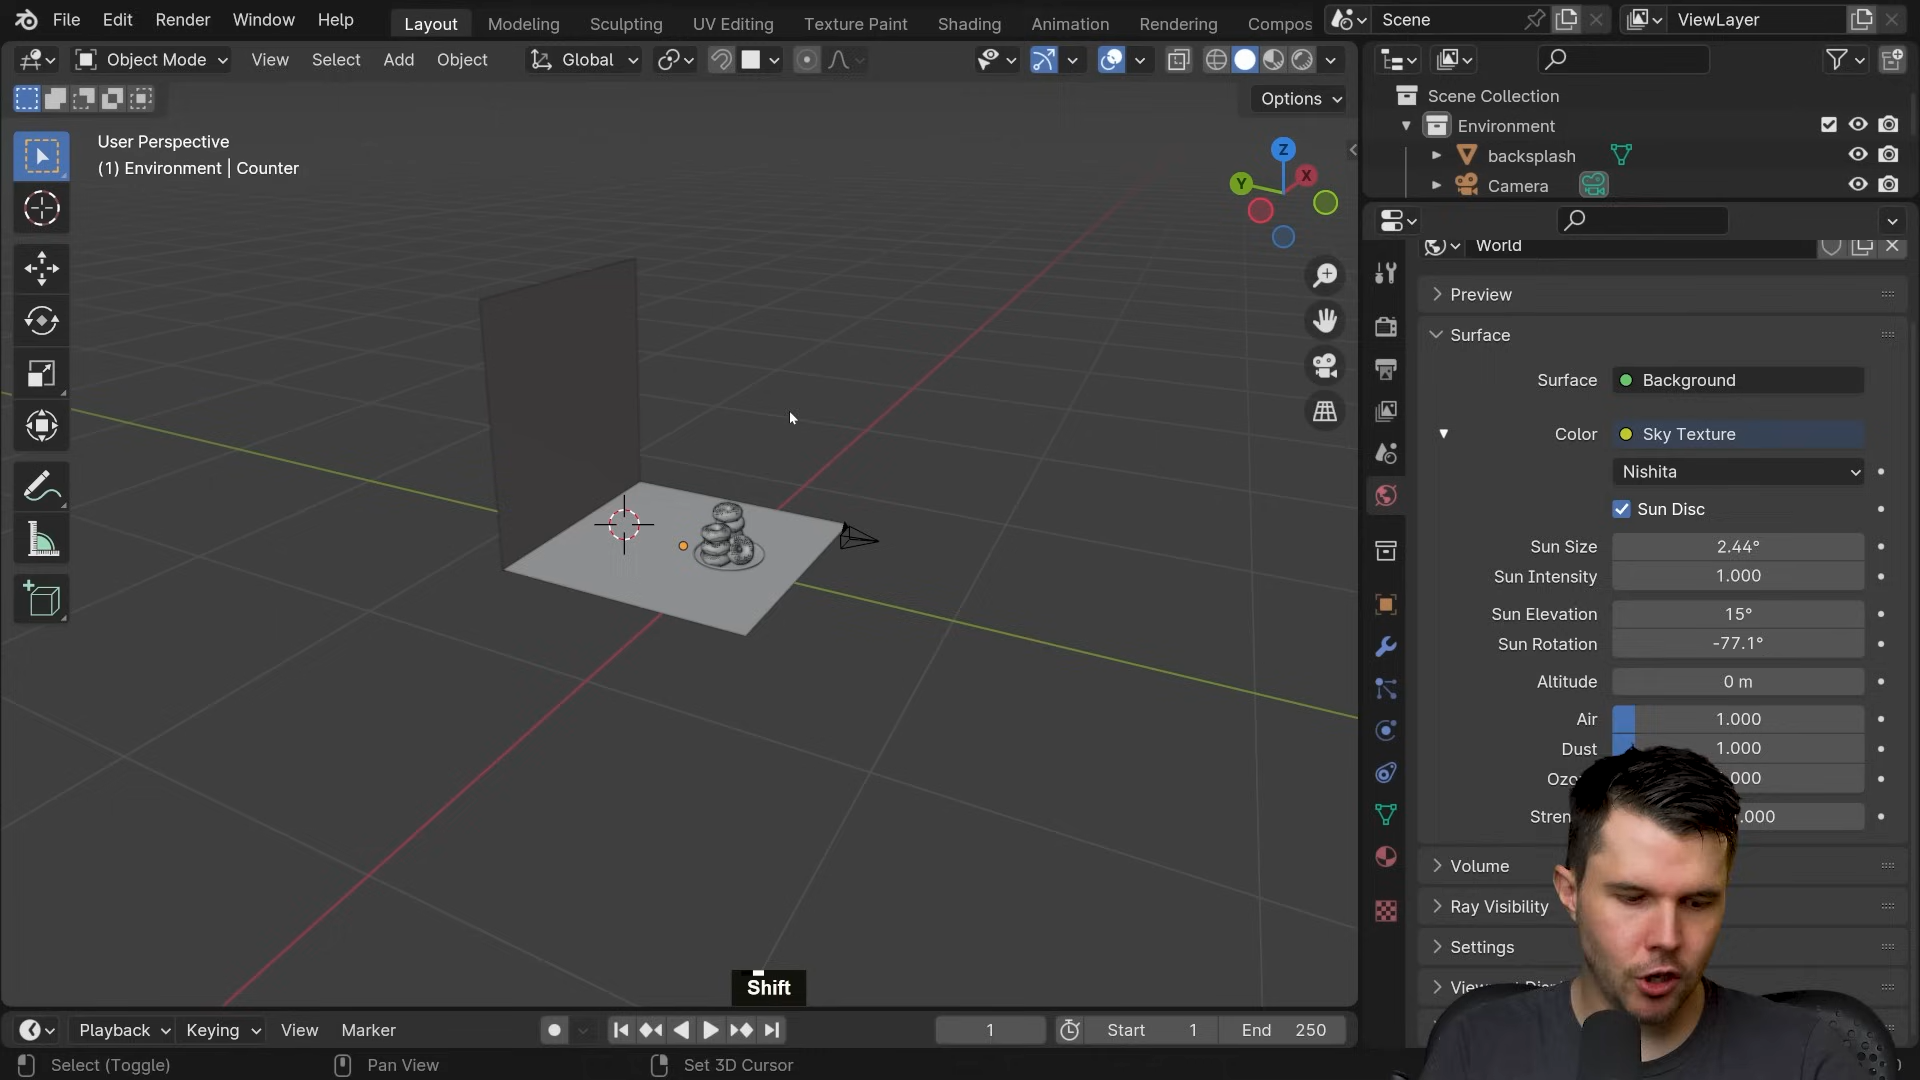 File Edit Render Window Help
Layout Modeling Sculpting UV Editing Texture Paint Shading Animation Rendering Compos
Scene
ViewLayer
Object Mode View Select Add Object
Global
Options
User Perspective
(1) Environment | Counter
Z
Y
X
Scene Collection
Environment
backsplash
Camera
World
Preview
Surface
Surface Background
Color Sky Texture
Nishita
Sun Disc
Sun Size 2.44°
Sun Intensity 1.000
Sun Elevation 15°
Sun Rotation -77.1°
Altitude 0 m
Air 1.000
Dust 1.000
Volume
Ray Visibility
Settings
Shift
Playback Keying View Marker
1
Start 1
End 250
Select (Toggle)
Pan View
Set 3D Cursor